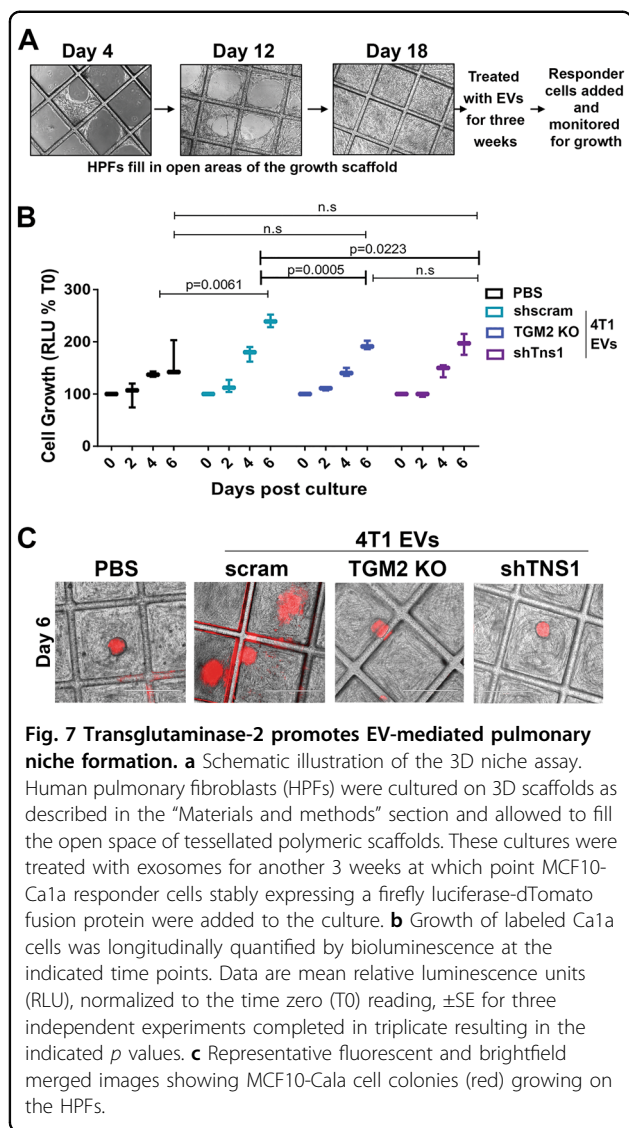 A
Day 4
Day 12
Day 18
Treated
with EVs
for three
weeks
Responder
cells added
and
monitored
for growth
HPFs fill in open areas of the growth scaffold
B
n.s
n.s
p=0.0223
p=0.0061
p=0.0005
n.s
Cell Growth (RLU % T0)
300
200
100
0
0 2 4 6 0 2 4 6 0 2 4 6 0 2 4 6
Days post culture
PBS
shscram
TGM2 KO
shTns1
4T1
EVs
C
4T1 EVs
PBS
scram
TGM2 KO
shTNS1
Day 6
Fig. 7 Transglutaminase-2 promotes EV-mediated pulmonary
niche formation. a Schematic illustration of the 3D niche assay.
Human pulmonary fibroblasts (HPFs) were cultured on 3D scaffolds as
described in the “Materials and methods” section and allowed to fill
the open space of tessellated polymeric scaffolds. These cultures were
treated with exosomes for another 3 weeks at which point MCF10-
Ca1a responder cells stably expressing a firefly luciferase-dTomato
fusion protein were added to the culture. b Growth of labeled Ca1a
cells was longitudinally quantified by bioluminescence at the
indicated time points. Data are mean relative luminescence units
(RLU), normalized to the time zero (T0) reading, ±SE for three
independent experiments completed in triplicate resulting in the
indicated p values. c Representative fluorescent and brightfield
merged images showing MCF10-Cala cell colonies (red) growing on
the HPFs.